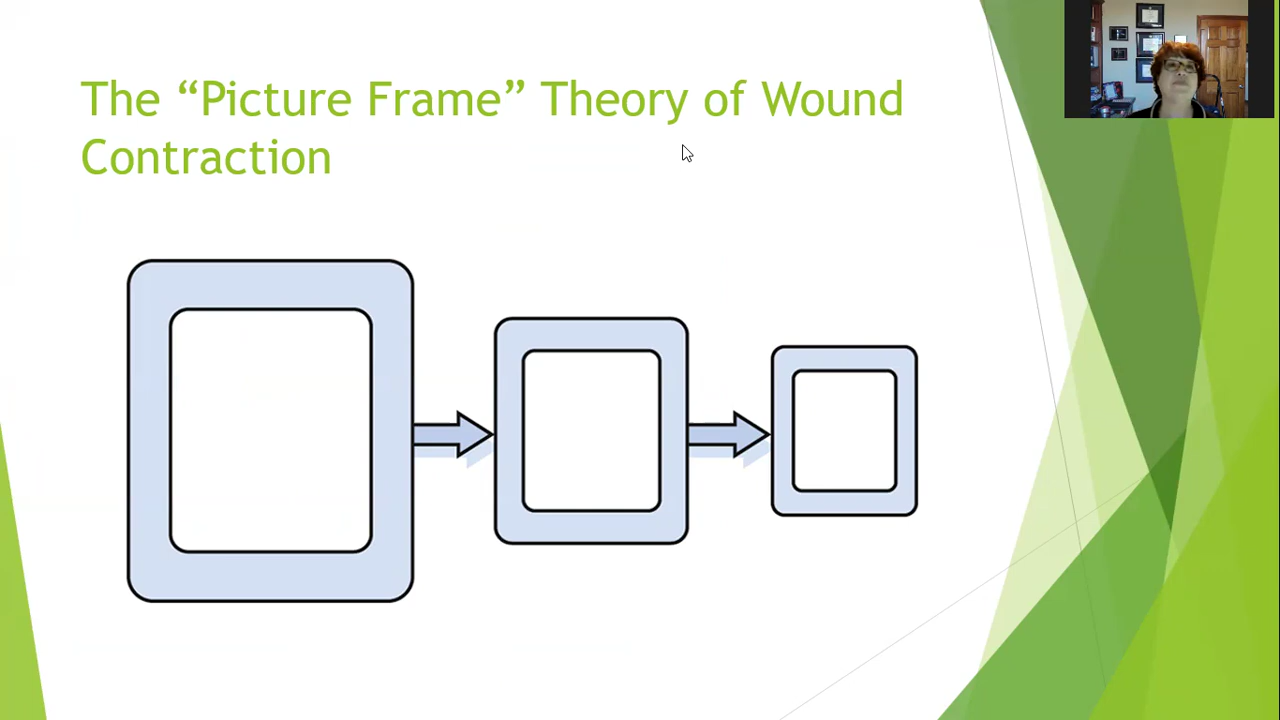 The “Picture Frame” Theory of Wound
Contraction